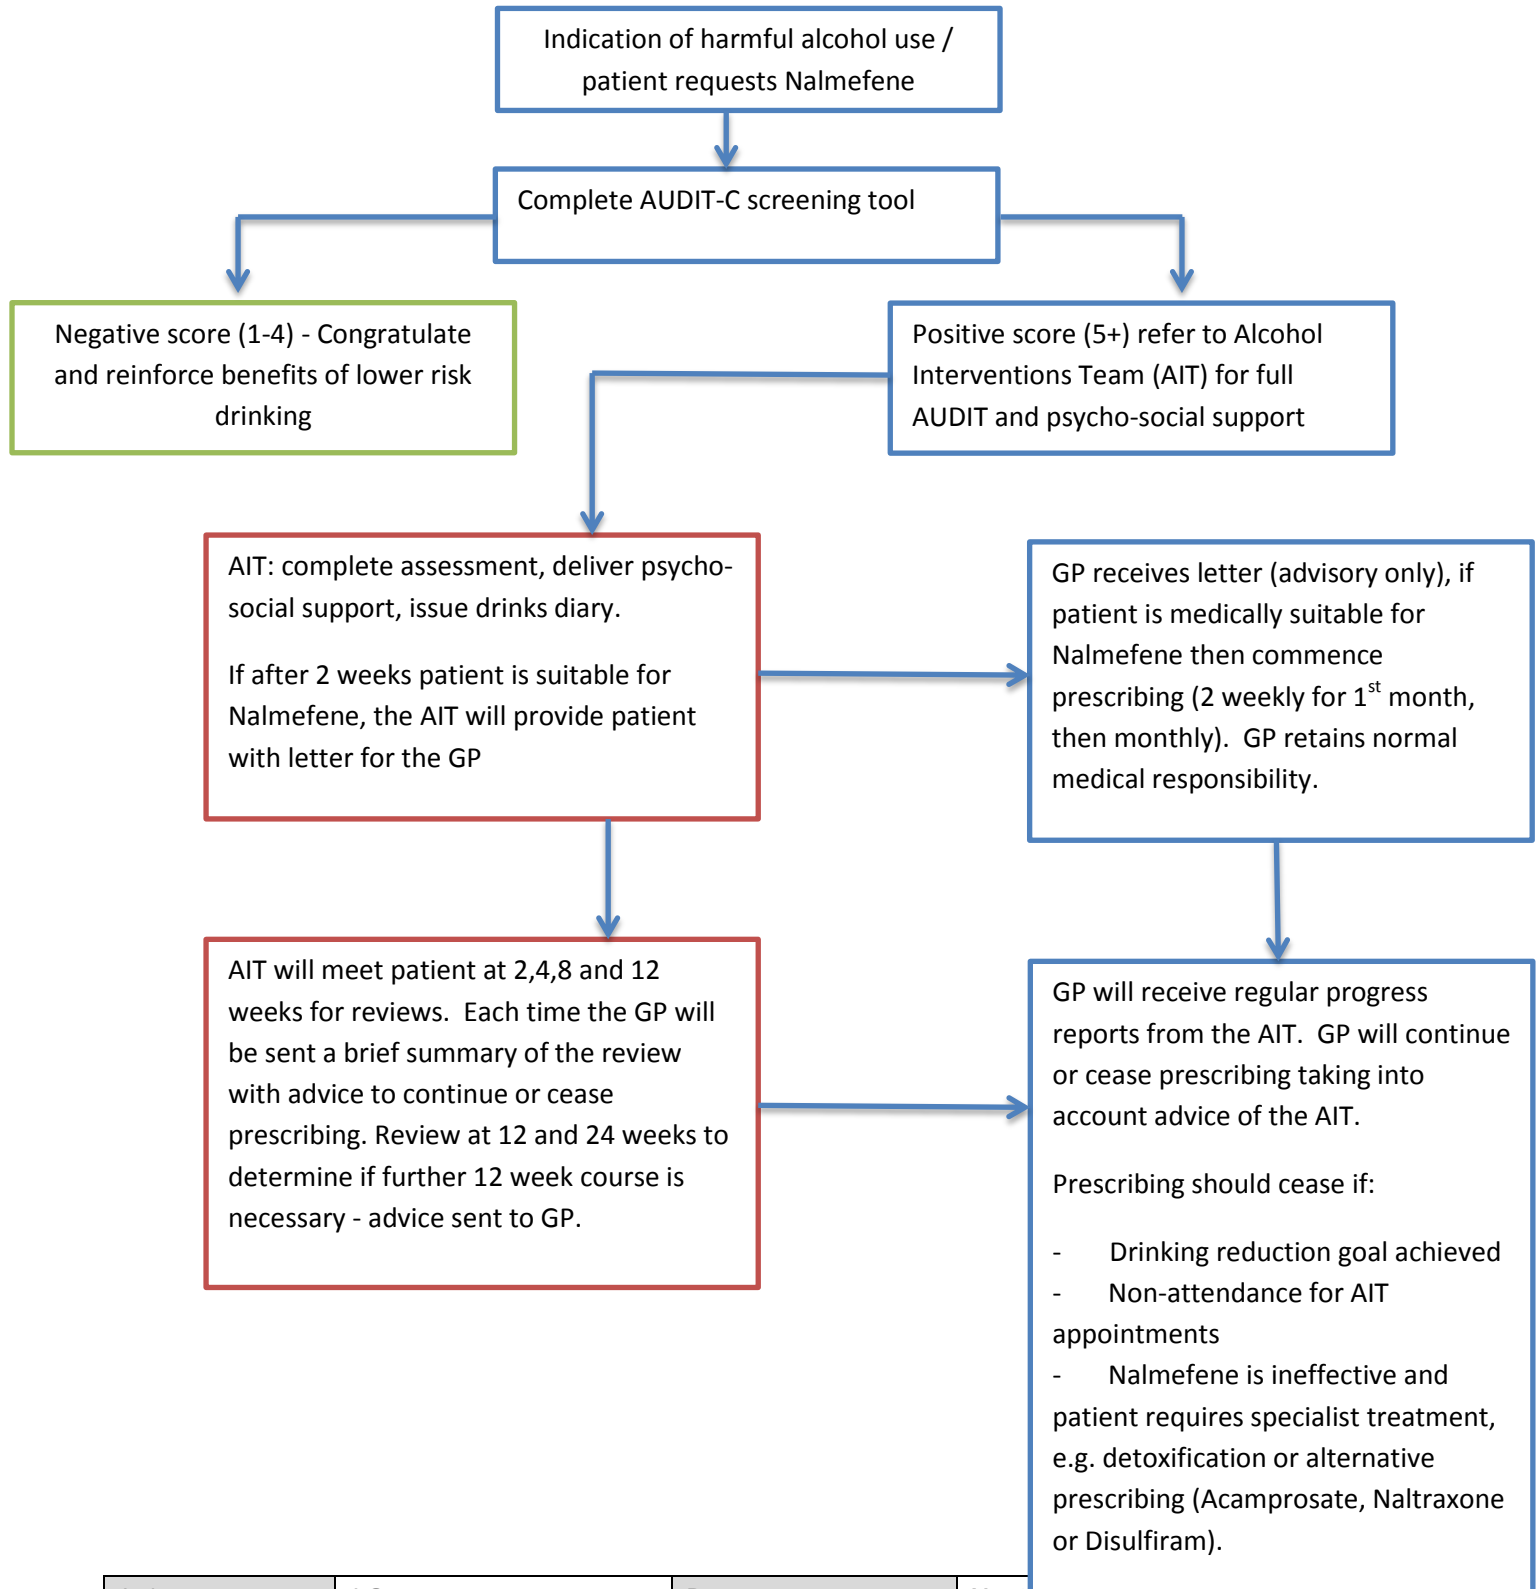 Indication of harmful alcohol use /
patient requests Nalmefene
Complete AUDIT-C screening tool
Negative score (1-4) - Congratulate
and reinforce benefits of lower risk
drinking
Positive score (5+) refer to Alcohol
Interventions Team (AIT) for full
AUDIT and psycho-social support
AIT: complete assessment, deliver psycho-
social support, issue drinks diary.
If after 2 weeks patient is suitable for
Nalmefene, the AIT will provide patient
with letter for the GP
GP receives letter (advisory only), if
patient is medically suitable for
Nalmefene then commence
prescribing (2 weekly for 1st month,
then monthly).  GP retains normal
medical responsibility.
AIT will meet patient at 2,4,8 and 12
weeks for reviews.  Each time the GP will
be sent a brief summary of the review
with advice to continue or cease
prescribing. Review at 12 and 24 weeks to
determine if further 12 week course is
necessary - advice sent to GP.
GP will receive regular progress
reports from the AIT.  GP will continue
or cease prescribing taking into
account advice of the AIT.
Prescribing should cease if:
- Drinking reduction goal achieved
- Non-attendance for AIT
appointments
- Nalmefene is ineffective and
patient requires specialist treatment,
e.g. detoxification or alternative
prescribing (Acamprosate, Naltraxone
or Disulfiram).